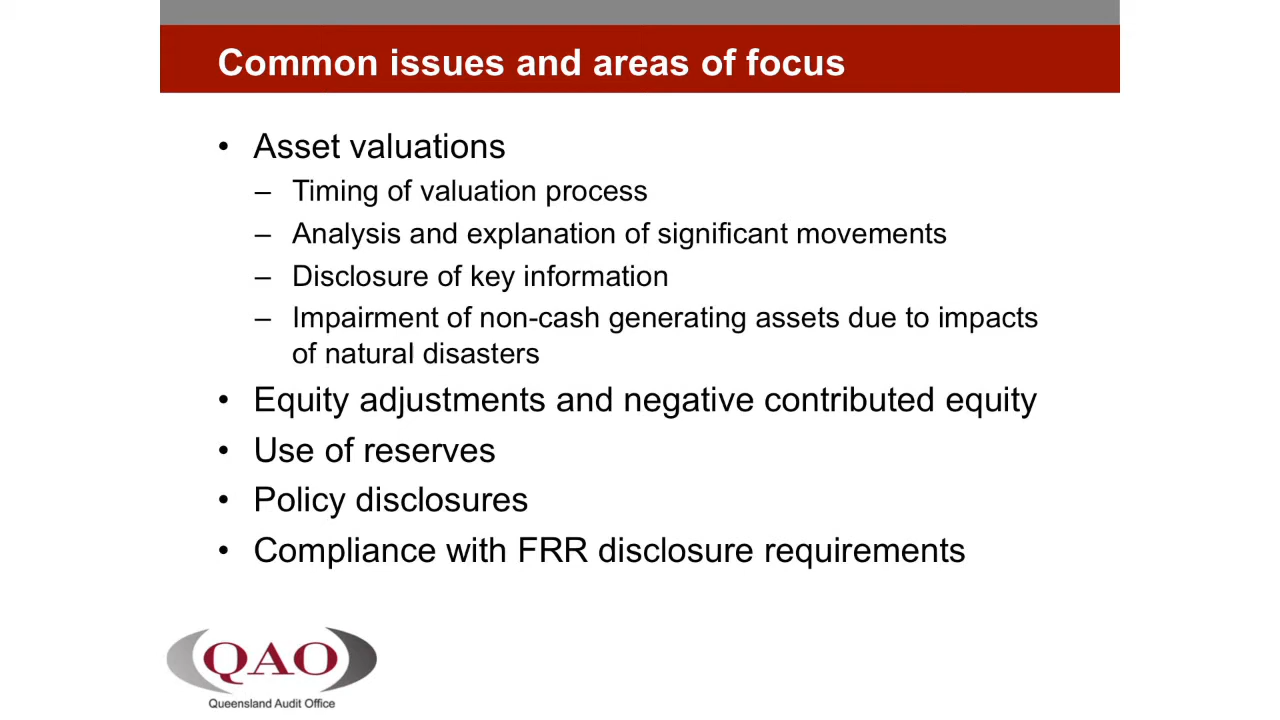 Common issues and areas of focus
• Asset valuations
– Timing of valuation process
– Analysis and explanation of significant movements
– Disclosure of key information
– Impairment of non-cash generating assets due to impacts
of natural disasters
• Equity adjustments and negative contributed equity
• Use of reserves
• Policy disclosures
• Compliance with FRR disclosure requirements
QAO
Queensland Audit Office